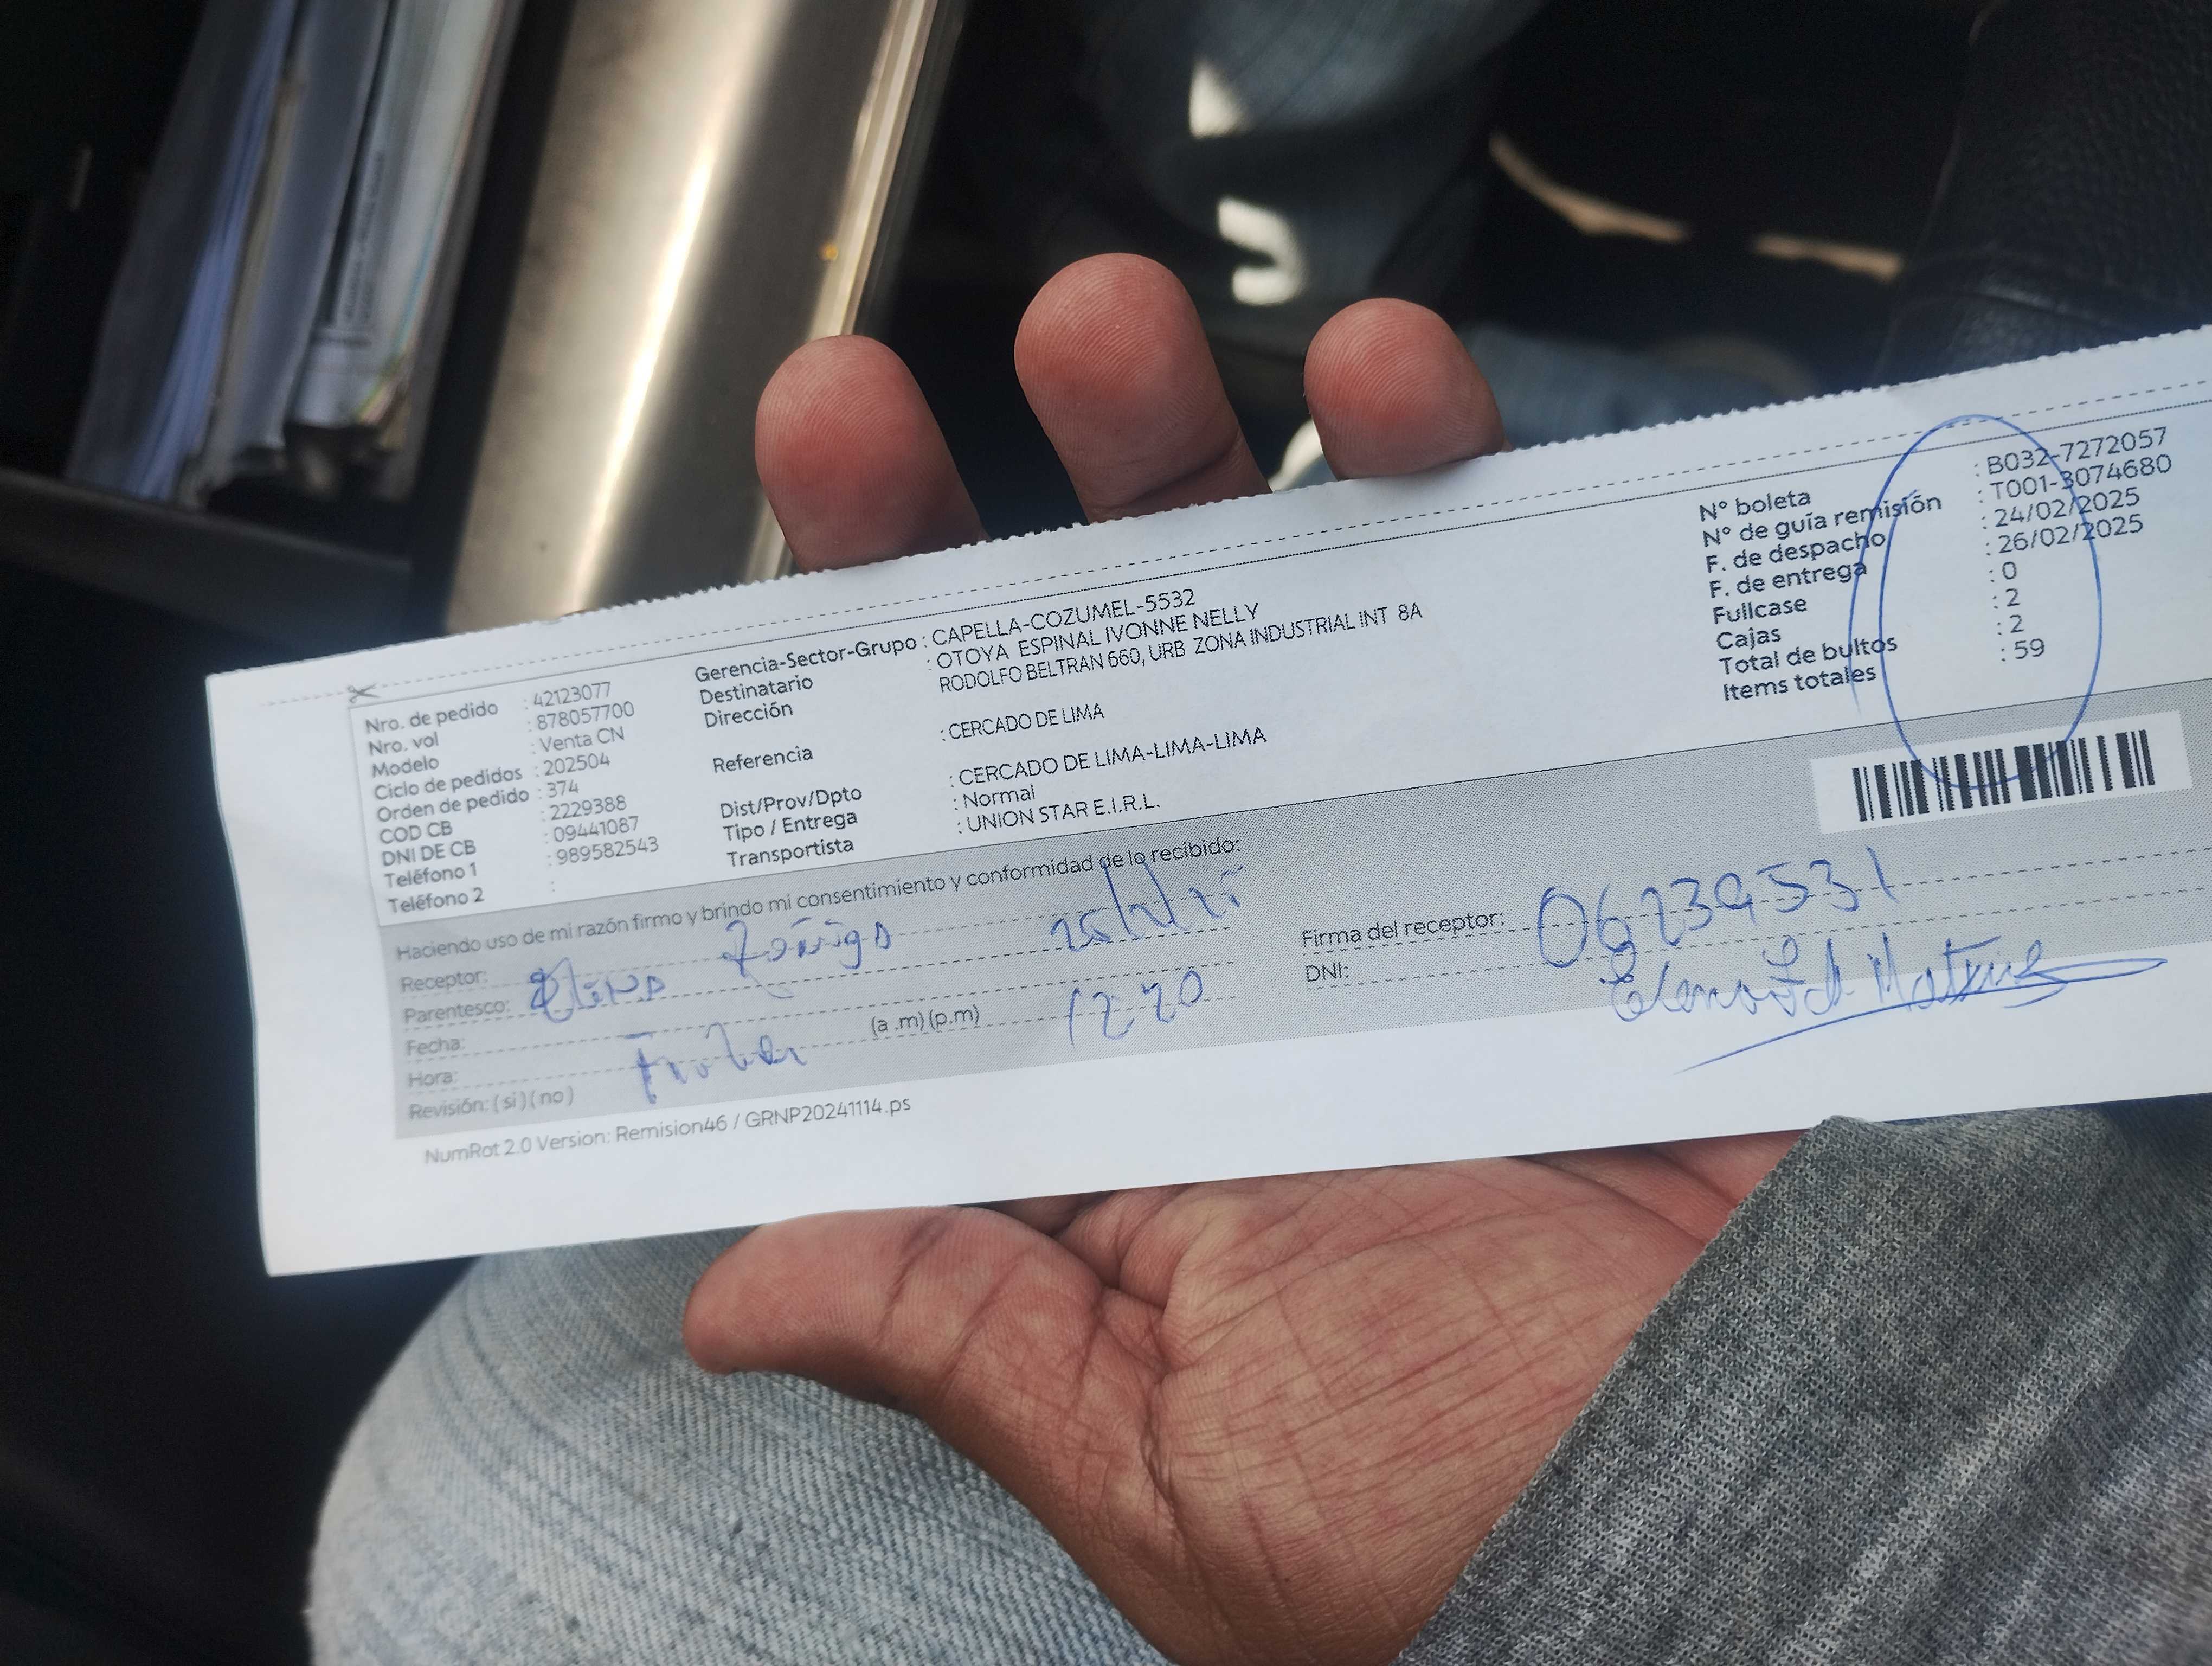 Nro. de pedido : 42123077
Nro. vol : 878057700
Modelo : Venta CN
Ciclo de pedidos : 202504
Orden de pedido : 374
COD CB : 2229388
DNI DE CB : 09441087
Teléfono 1 : 989582543
Teléfono 2 :
Gerencia-Sector-Grupo : CAPELLA-COZUMEL-5532
Destinatario : OTOYA ESPINAL IVONNE NELLY
Dirección RODOLFO BELTRAN 660, URB ZONA INDUSTRIAL INT 8A
Referencia : CERCADO DE LIMA
Dist/Prov/Dpto : CERCADO DE LIMA-LIMA-LIMA
Tipo / Entrega : Normal
Transportista : UNION STAR E.I.R.L.
N° boleta : B032-7272057
N° de guía remisión : T001-3074680
F. de despacho : 24/02/2025
F. de entrega : 26/02/2025
Fullcase : 0
Cajas : 2
Total de bultos : 2
Items totales : 59
Haciendo uso de mi razón firmo y brindo mi consentimiento y conformidad de lo recibido:
Receptor:
Parentesco:
Fecha:
Hora: (a .m) (p.m) 1220
Revisión: ( si ) ( no )
Firma del receptor: 06239531
DNI:
NumRot 2.0 Version: Remision46 / GRNP20241114.ps